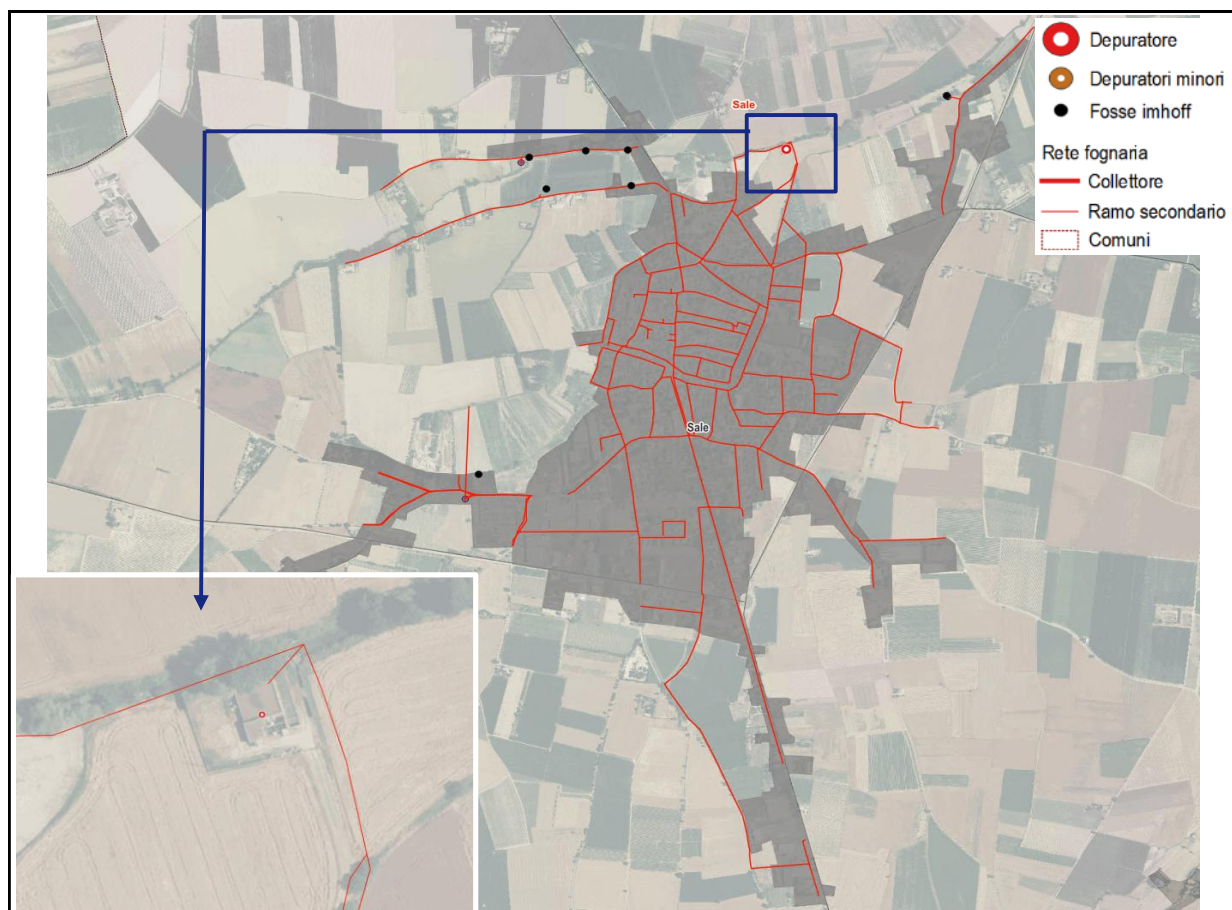 Depuratore
Depuratori minori
Fosse imhoff
Rete fognaria
Collettore
Ramo secondario
Comuni
Sale
Sale